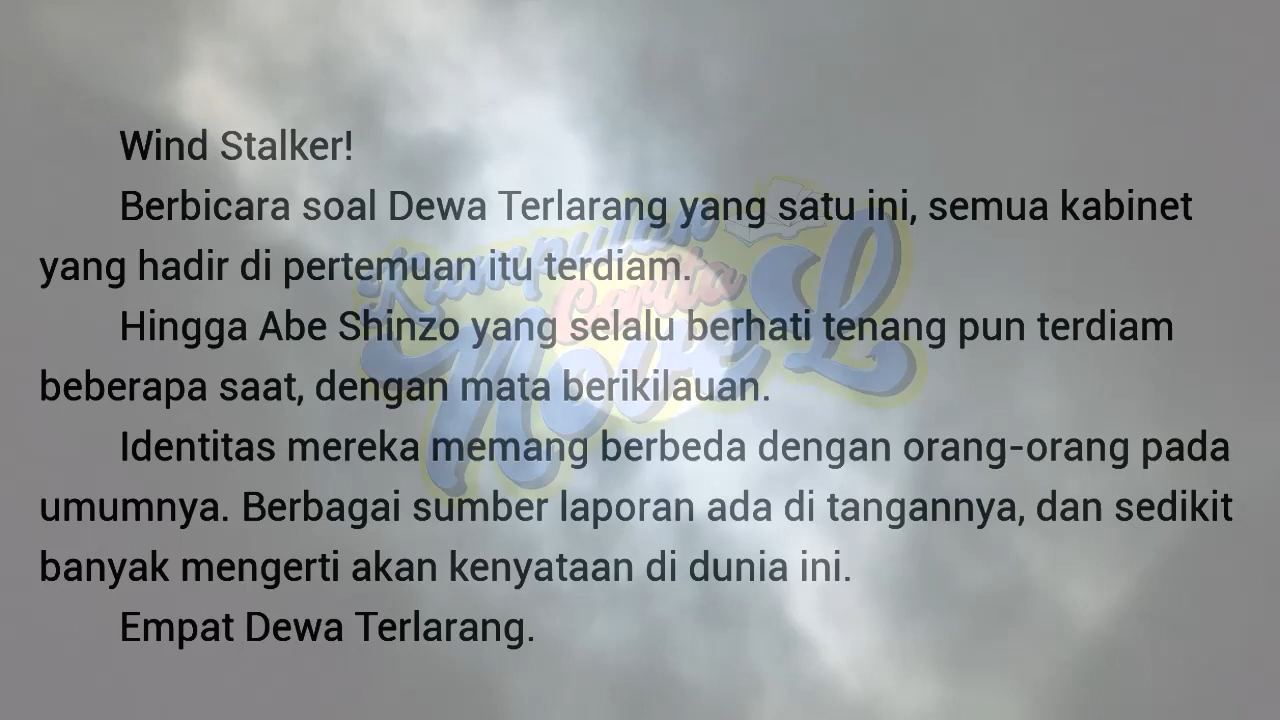 Wind Stalker!
Berbicara soal Dewa Terlarang yang satu ini, semua kabinet
yang hadir di pertemuan itu terdiam.
Hingga Abe Shinzo yang selalu berhati tenang pun terdiam
beberapa saat, dengan mata berikilauan.
Identitas mereka memang berbeda dengan orang-orang pada
umumnya. Berbagai sumber laporan ada di tangannya, dan sedikit
banyak mengerti akan kenyataan di dunia ini.
Empat Dewa Terlarang.
Kumpulan
Cerita
NoveL